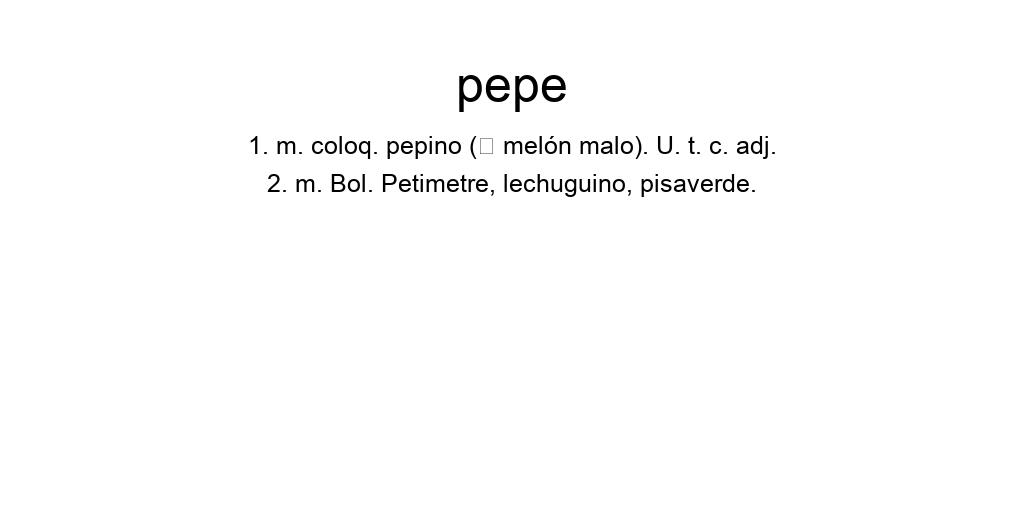 pepe
1. m. coloq. pepino (□ melón malo). U. t. c. adj.
2. m. Bol. Petimetre, lechuguino, pisaverde.